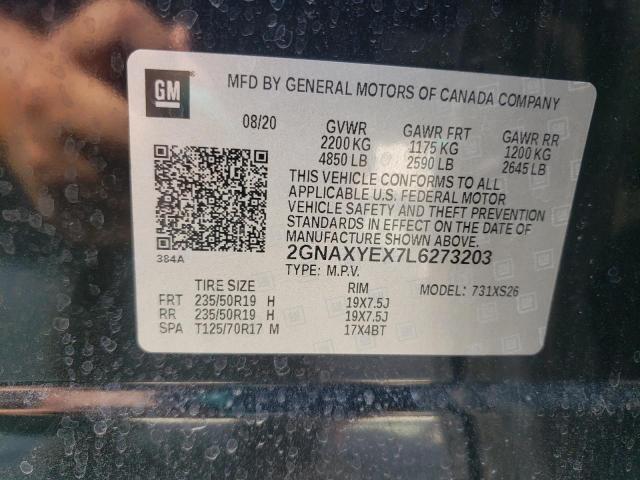 GM
MFD BY GENERAL MOTORS OF CANADA COMPANY
08/20 GVWR GAWR FRT GAWR RR
2200 KG 1175 KG 1200 KG
4850 LB 2590 LB 2645 LB
THIS VEHICLE CONFORMS TO ALL
APPLICABLE U.S. FEDERAL MOTOR
VEHICLE SAFETY AND THEFT PREVENTION
STANDARDS IN EFFECT ON THE DATE OF
MANUFACTURE SHOWN ABOVE.
384A
2GNAXYEX7L6273203
TYPE: M.P.V.
TIRE SIZE RIM MODEL: 731XS26
FRT 235/50R19 H 19X7.5J
RR 235/50R19 H 19X7.5J
SPA T125/70R17 M 17X4BT